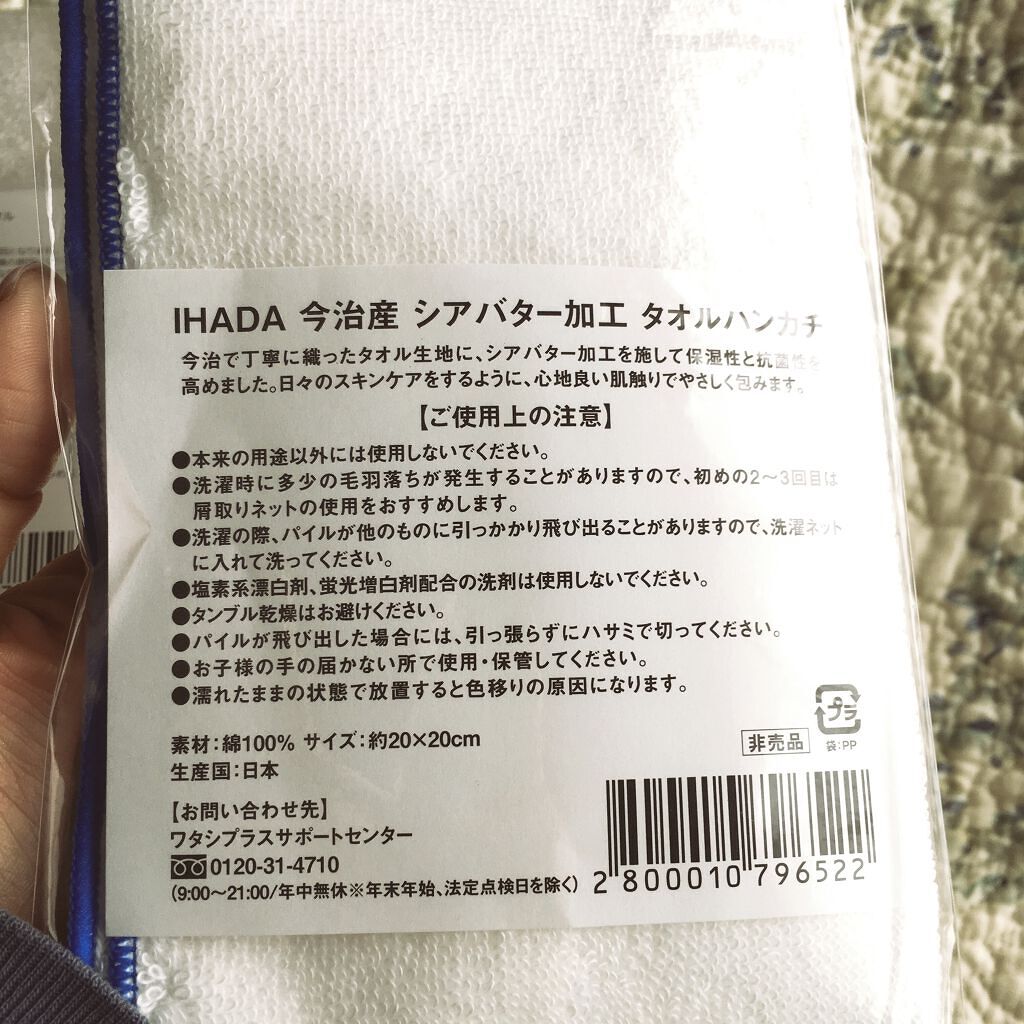 IHADA 今治産 シアバター加工 タオルハンカチ
今治で丁寧に織ったタオル生地に、シアバター加工を施して保湿性と抗菌性を
高めました。日々のスキンケアをするように、心地良い肌触りでやさしく包みます。
【ご使用上の注意】
●本来の用途以外には使用しないでください。
●洗濯時に多少の毛羽落ちが発生することがありますので、初めの2～3回目は
屑取りネットの使用をおすすめします。
●洗濯の際、パイルが他のものに引っかかり飛び出ることがありますので、洗濯ネット
に入れて洗ってください。
●塩素系漂白剤、蛍光増白剤配合の洗剤は使用しないでください。
●タンブル乾燥はお避けください。
●パイルが飛び出した場合には、引っ張らずにハサミで切ってください。
●お子様の手の届かない所で使用・保管してください。
●濡れたままの状態で放置すると色移りの原因になります。
プラ
素材：綿100% サイズ：約20×20cm
非売品 袋：PP
生産国：日本
【お問い合わせ先】
ワタシプラスサポートセンター
0120-31-4710
（9:00～21:00/年中無休※年末年始、法定点検日を除く）
2 800010 796522